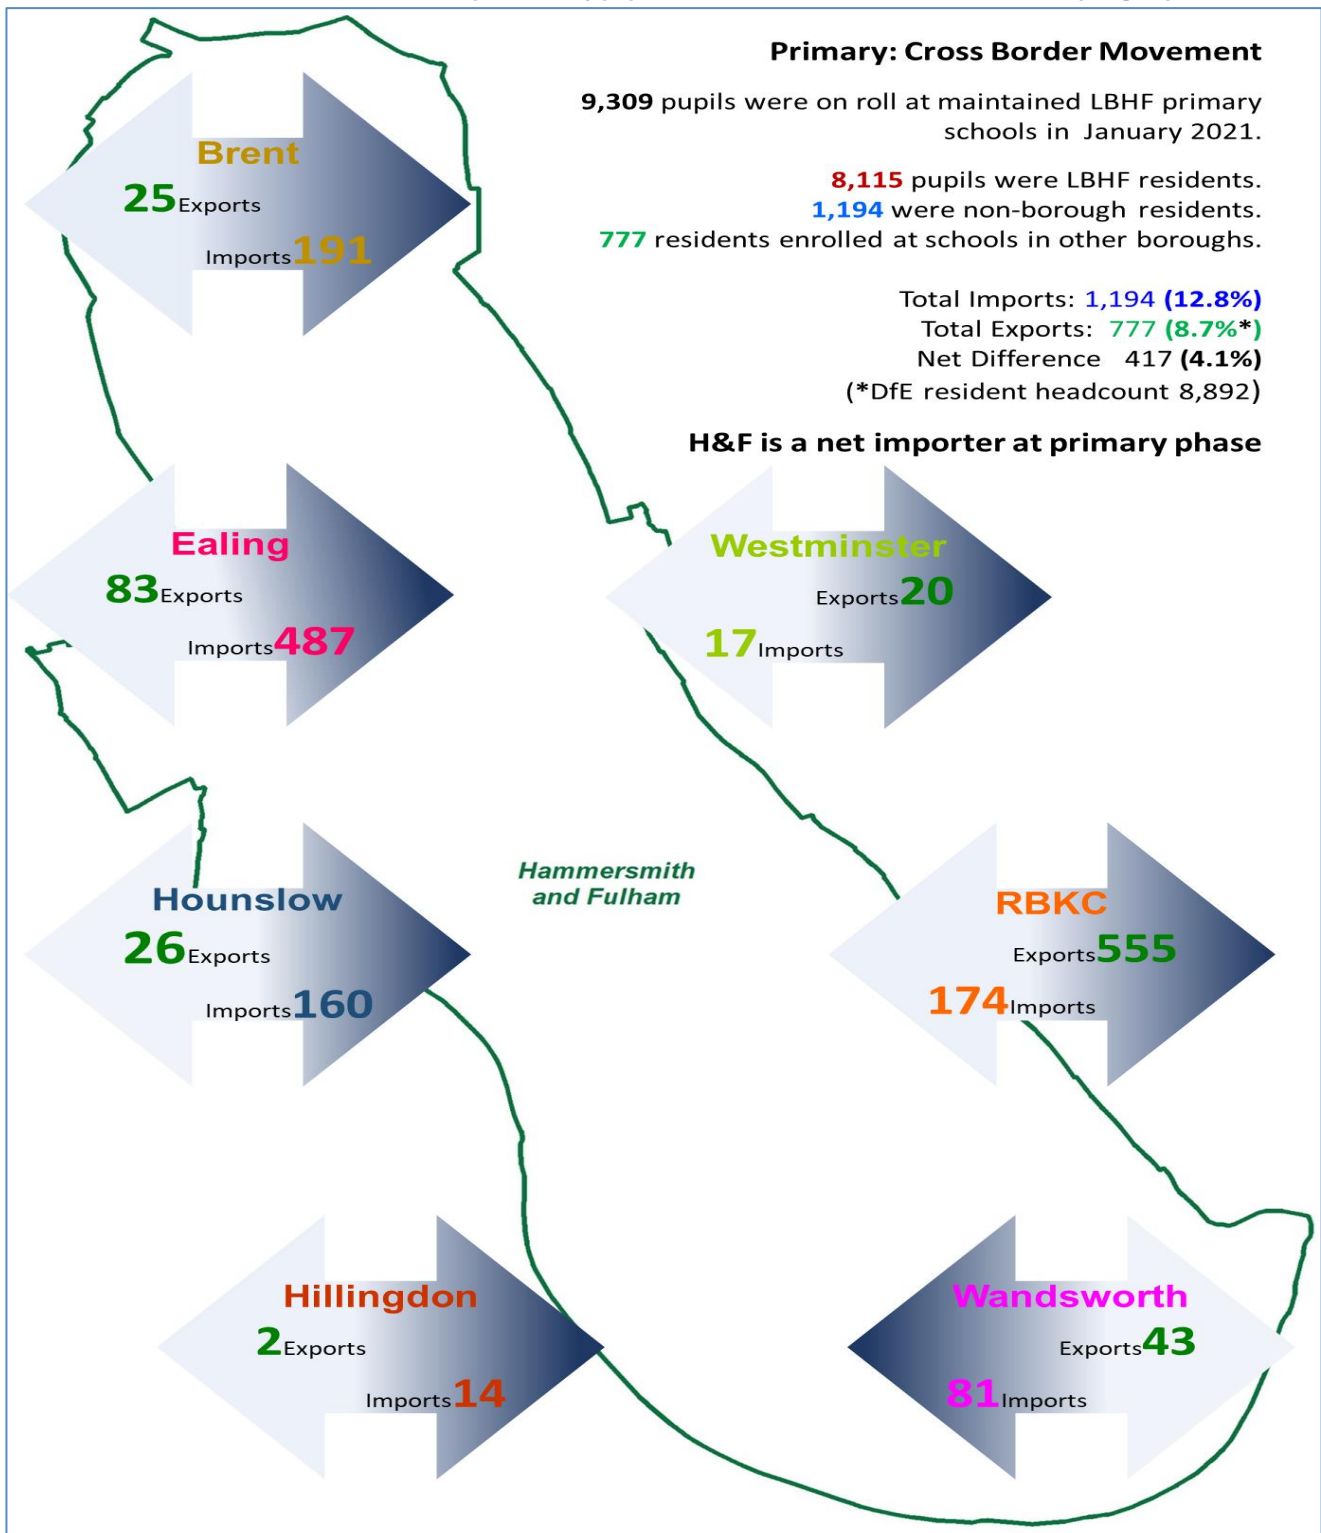 Primary: Cross Border Movement
9,309 pupils were on roll at maintained LBHF primary
schools in January 2021.
8,115 pupils were LBHF residents.
1,194 were non-borough residents.
777 residents enrolled at schools in other boroughs.
Total Imports: 1,194 (12.8%)
Total Exports: 777 (8.7%*)
Net Difference 417 (4.1%)
(*DfE resident headcount 8,892)
H&F is a net importer at primary phase
Brent
25Exports
Imports191
Ealing
83Exports
Imports487
Westminster
Exports20
17Imports
Hounslow
26Exports
Imports160
Hammersmith
and Fulham
RBKC
Exports555
174Imports
Hillingdon
2Exports
Imports14
Wandsworth
Exports43
81Imports